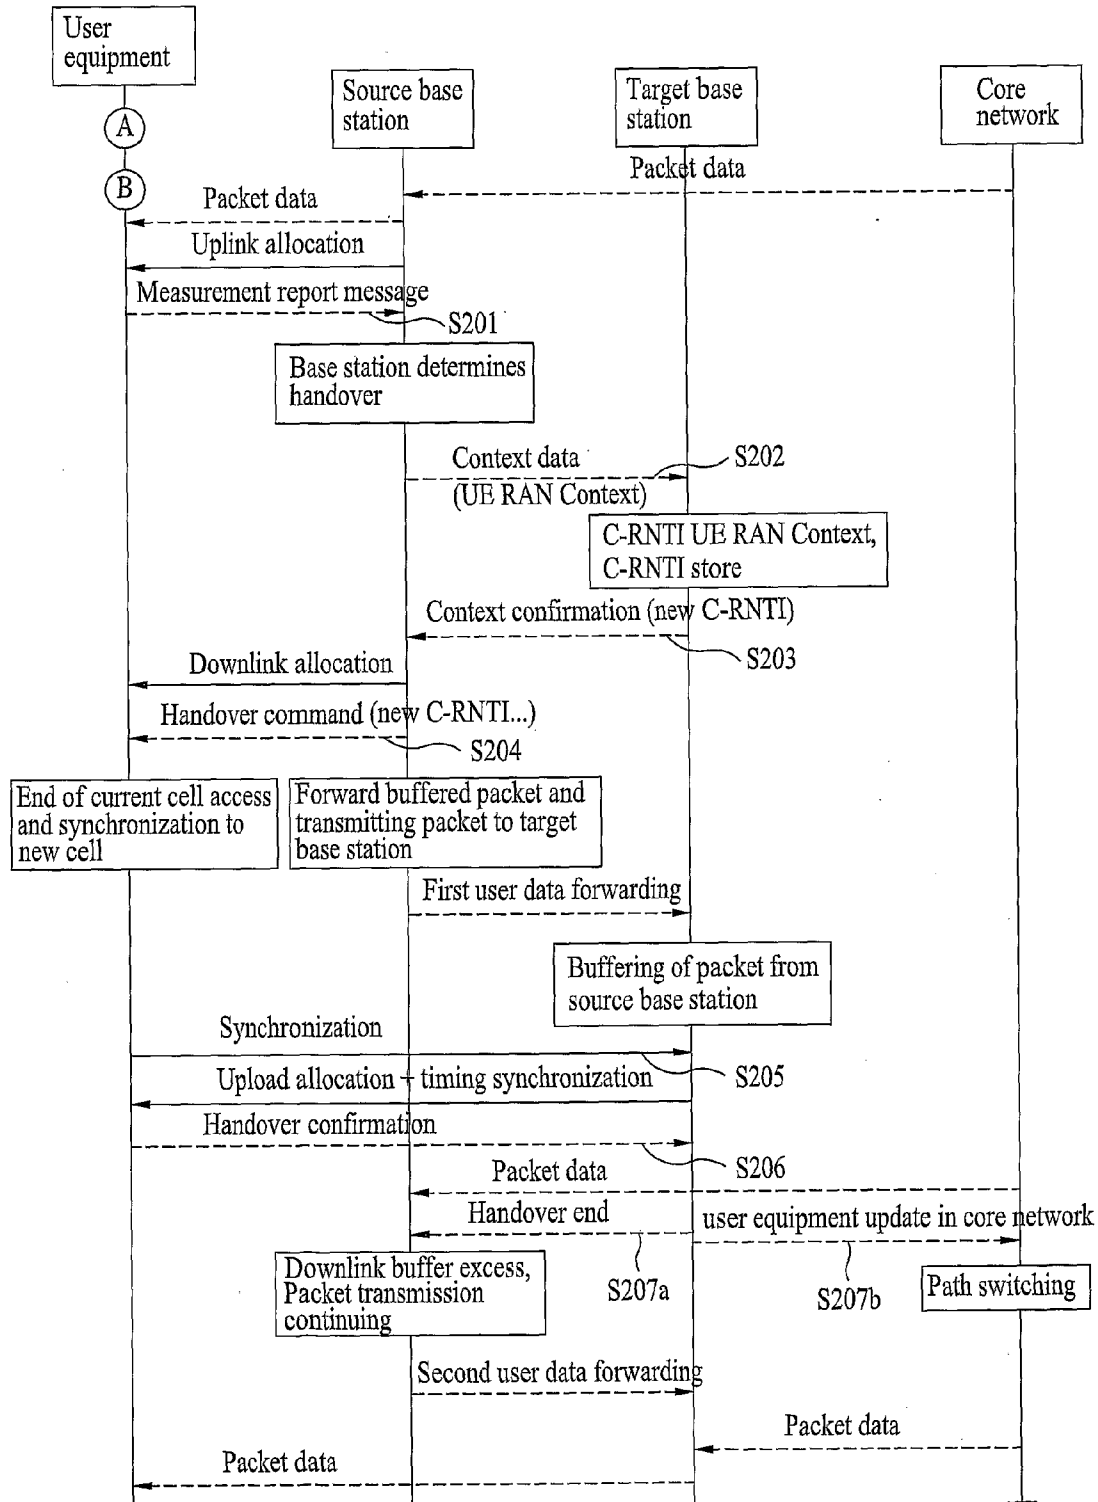 User
equipment
Source base
station
Target base
station
Core
network
A
B
Packet data
Packet data
Uplink allocation
Measurement report message
S201
Base station determines
handover
Context data
S202
(UE RAN Context)
C-RNTI UE RAN Context,
C-RNTI store
Context confirmation (new C-RNTI)
S203
Downlink allocation
Handover command (new C-RNTI...)
S204
End of current cell access
and synchronization to
new cell
Forward buffered packet and
transmitting packet to target
base station
First user data forwarding
Buffering of packet from
source base station
Synchronization
S205
Upload allocation + timing synchronization
Handover confirmation
S206
Packet data
Handover end
user equipment update in core network
S207a
S207b
Downlink buffer excess,
Packet transmission
continuing
Path switching
Second user data forwarding
Packet data
Packet data